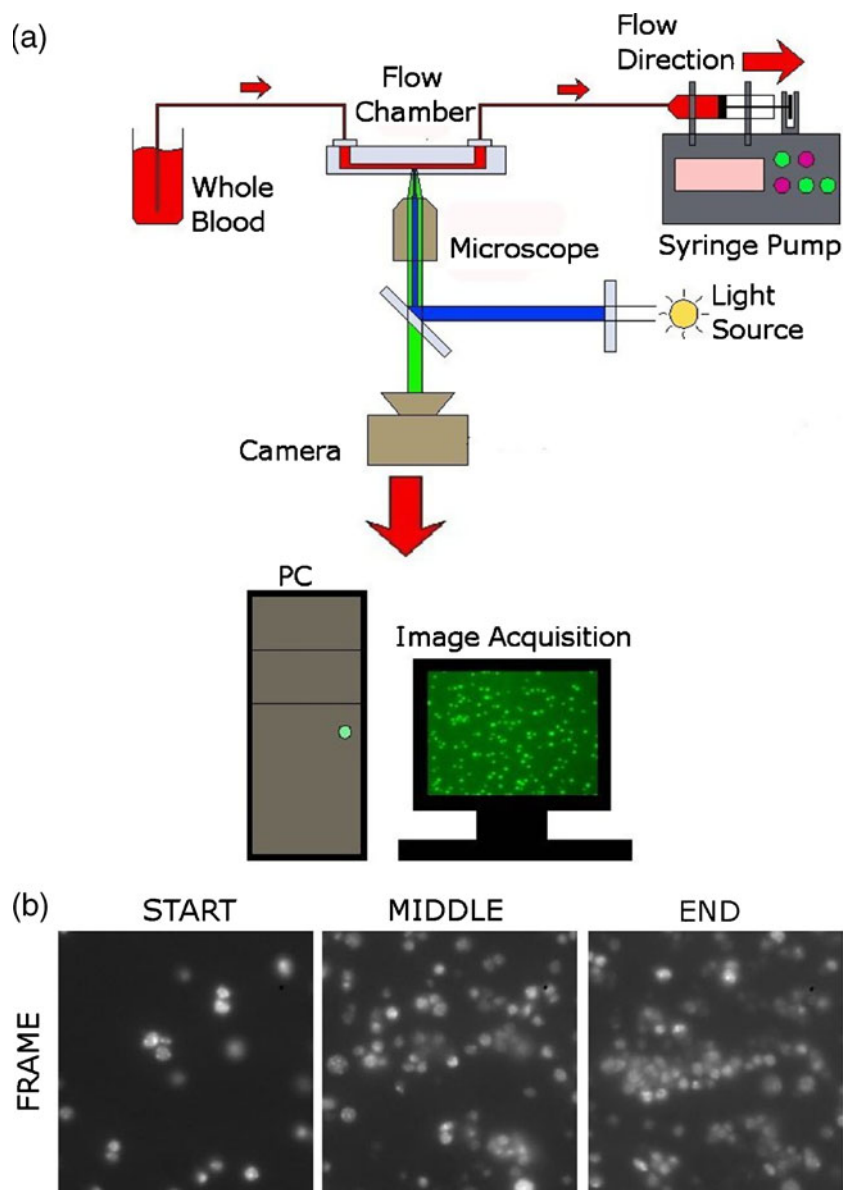 (a)
Flow
Direction
Flow
Chamber
Whole
Blood
Microscope
Syringe Pump
Light
Source
Camera
PC
Image Acquisition
(b)
START
MIDDLE
END
FRAME